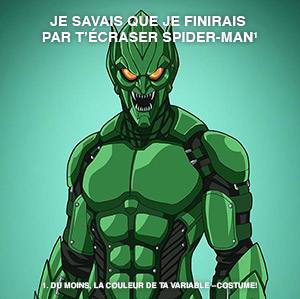 JE SAVAIS QUE JE FINIRAIS
PAR T'ÉCRASER SPIDER-MAN¹
1. DU MOINS, LA COULEUR DE TA VARIABLE --COSTUME!